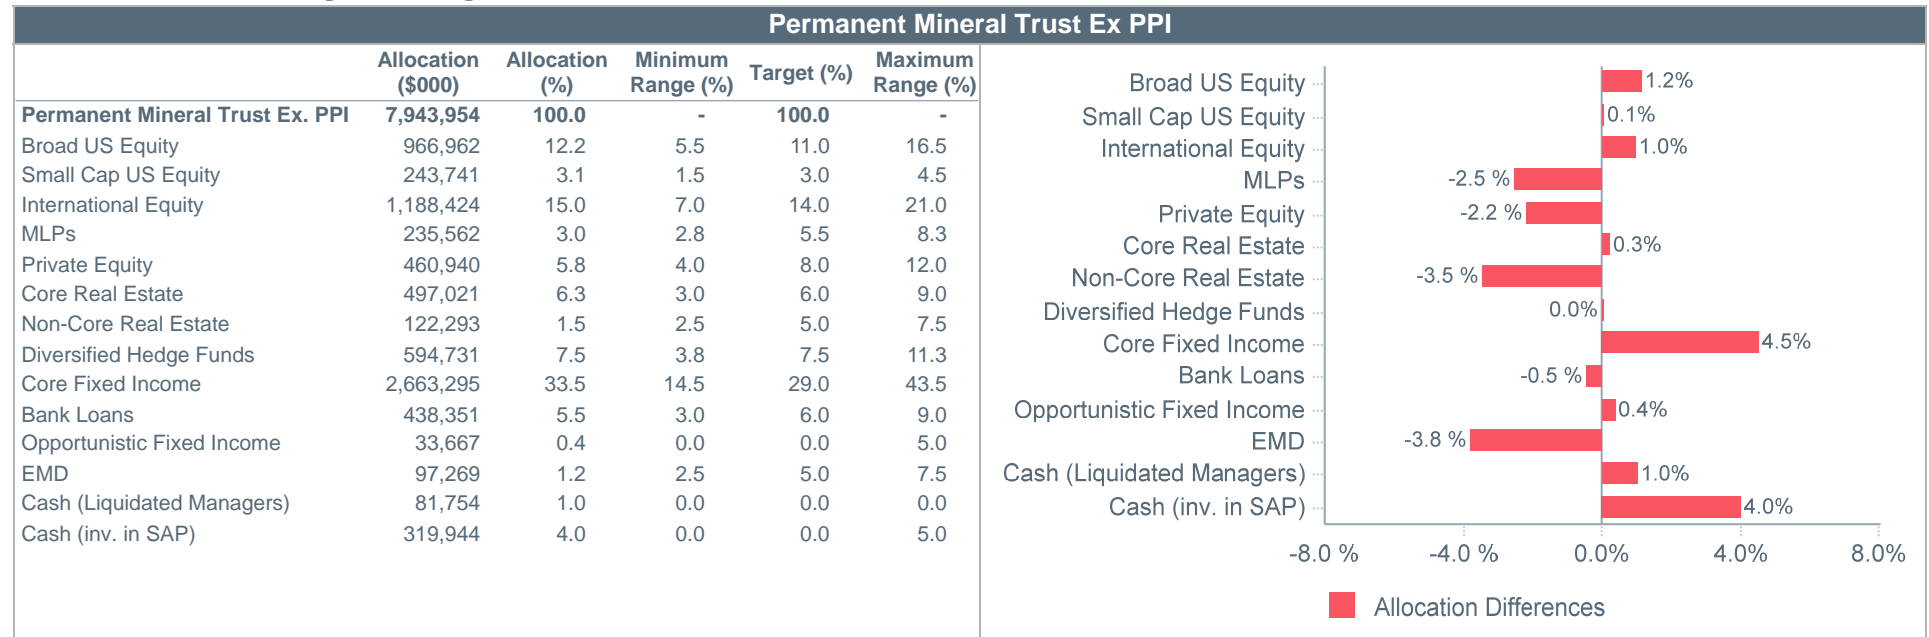 Permanent Mineral Trust Ex PPI
Allocation ($000) Allocation (%) Minimum Range (%) Target (%) Maximum Range (%)
Permanent Mineral Trust Ex. PPI 7,943,954 100.0 - 100.0 -
Broad US Equity 966,962 12.2 5.5 11.0 16.5
Small Cap US Equity 243,741 3.1 1.5 3.0 4.5
International Equity 1,188,424 15.0 7.0 14.0 21.0
MLPs 235,562 3.0 2.8 5.5 8.3
Private Equity 460,940 5.8 4.0 8.0 12.0
Core Real Estate 497,021 6.3 3.0 6.0 9.0
Non-Core Real Estate 122,293 1.5 2.5 5.0 7.5
Diversified Hedge Funds 594,731 7.5 3.8 7.5 11.3
Core Fixed Income 2,663,295 33.5 14.5 29.0 43.5
Bank Loans 438,351 5.5 3.0 6.0 9.0
Opportunistic Fixed Income 33,667 0.4 0.0 0.0 5.0
EMD 97,269 1.2 2.5 5.0 7.5
Cash (Liquidated Managers) 81,754 1.0 0.0 0.0 0.0
Cash (inv. in SAP) 319,944 4.0 0.0 0.0 5.0
Broad US Equity 1.2%
Small Cap US Equity 0.1%
International Equity 1.0%
MLPs -2.5 %
Private Equity -2.2 %
Core Real Estate 0.3%
Non-Core Real Estate -3.5 %
Diversified Hedge Funds 0.0%
Core Fixed Income 4.5%
Bank Loans -0.5 %
Opportunistic Fixed Income 0.4%
EMD -3.8 %
Cash (Liquidated Managers) 1.0%
Cash (inv. in SAP) 4.0%
-8.0 % -4.0 % 0.0% 4.0% 8.0%
Allocation Differences